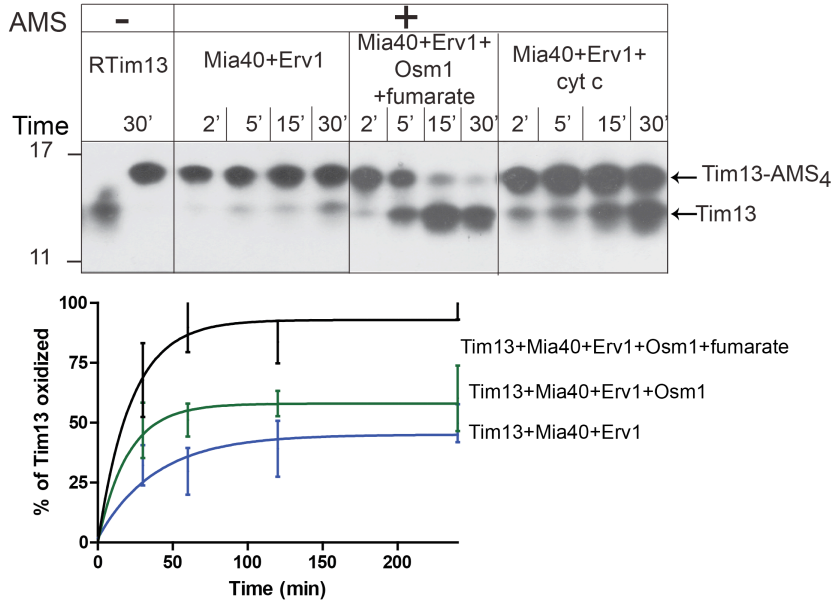 AMS - +
RTim13 Mia40+Erv1 Mia40+Erv1+ Osm1 +fumarate Mia40+Erv1+ cyt c
Time 30' 2' 5' 15' 30' 2' 5' 15' 30' 2' 5' 15' 30'
17
Tim13-AMS4
Tim13
11
100
75
50
25
0
% of Tim13 oxidized
Tim13+Mia40+Erv1+Osm1+fumarate
Tim13+Mia40+Erv1+Osm1
Tim13+Mia40+Erv1
0 50 100 150 200
Time (min)